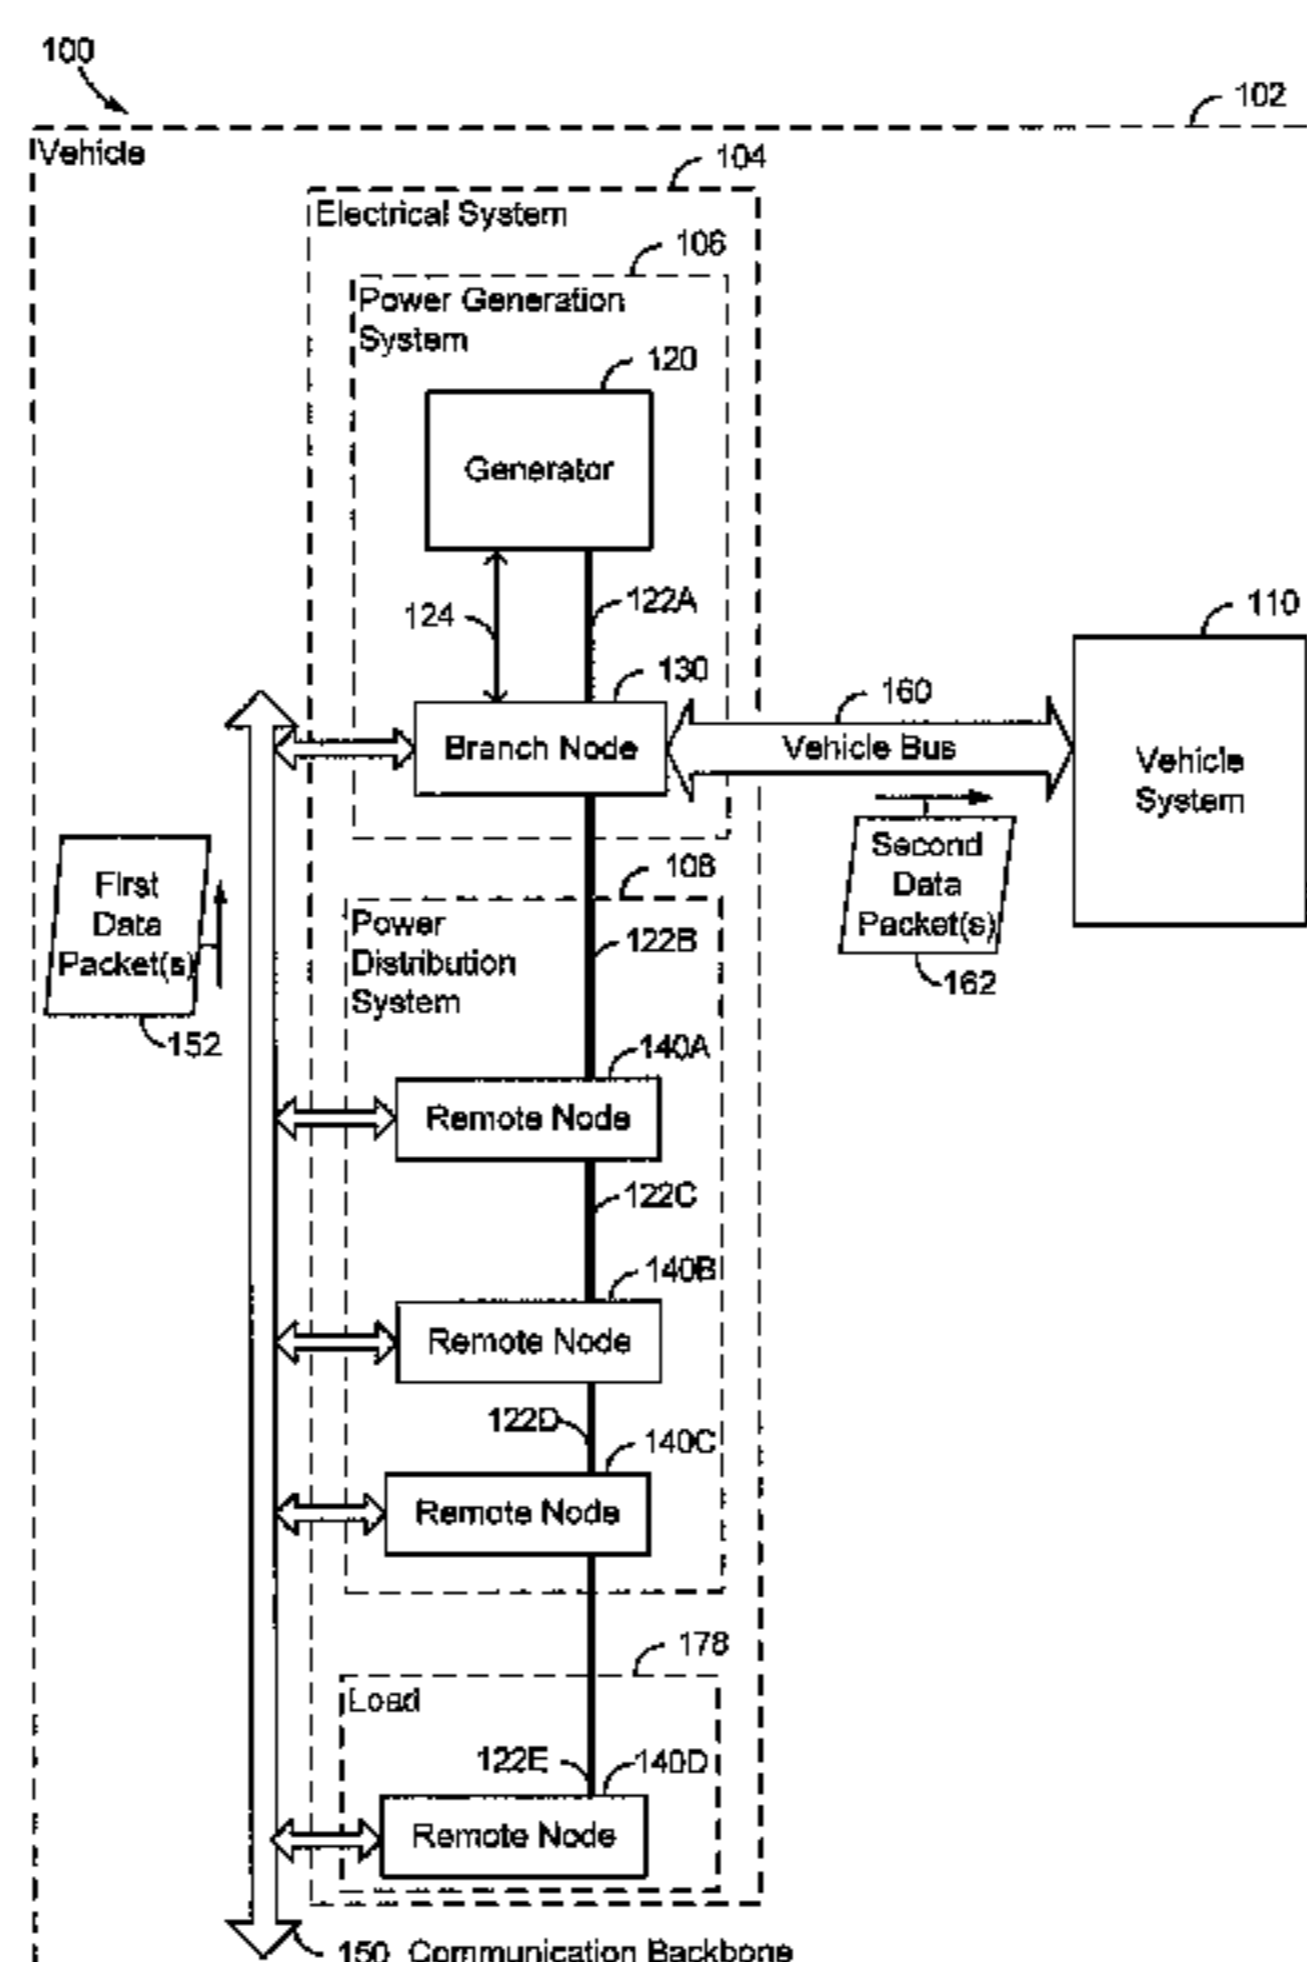 100
102
Vehicle
104
Electrical System
106
Power Generation
System
120
Generator
124
122A
130
110
160
Branch Node
Vehicle Bus
Vehicle
System
First
Data
Packet(s)
152
Second
Data
Packet(s)
162
108
Power
Distribution
System
122B
140A
Remote Node
122C
140B
Remote Node
122D
140C
Remote Node
178
Load
122E
140D
Remote Node
150 Communication Backbone